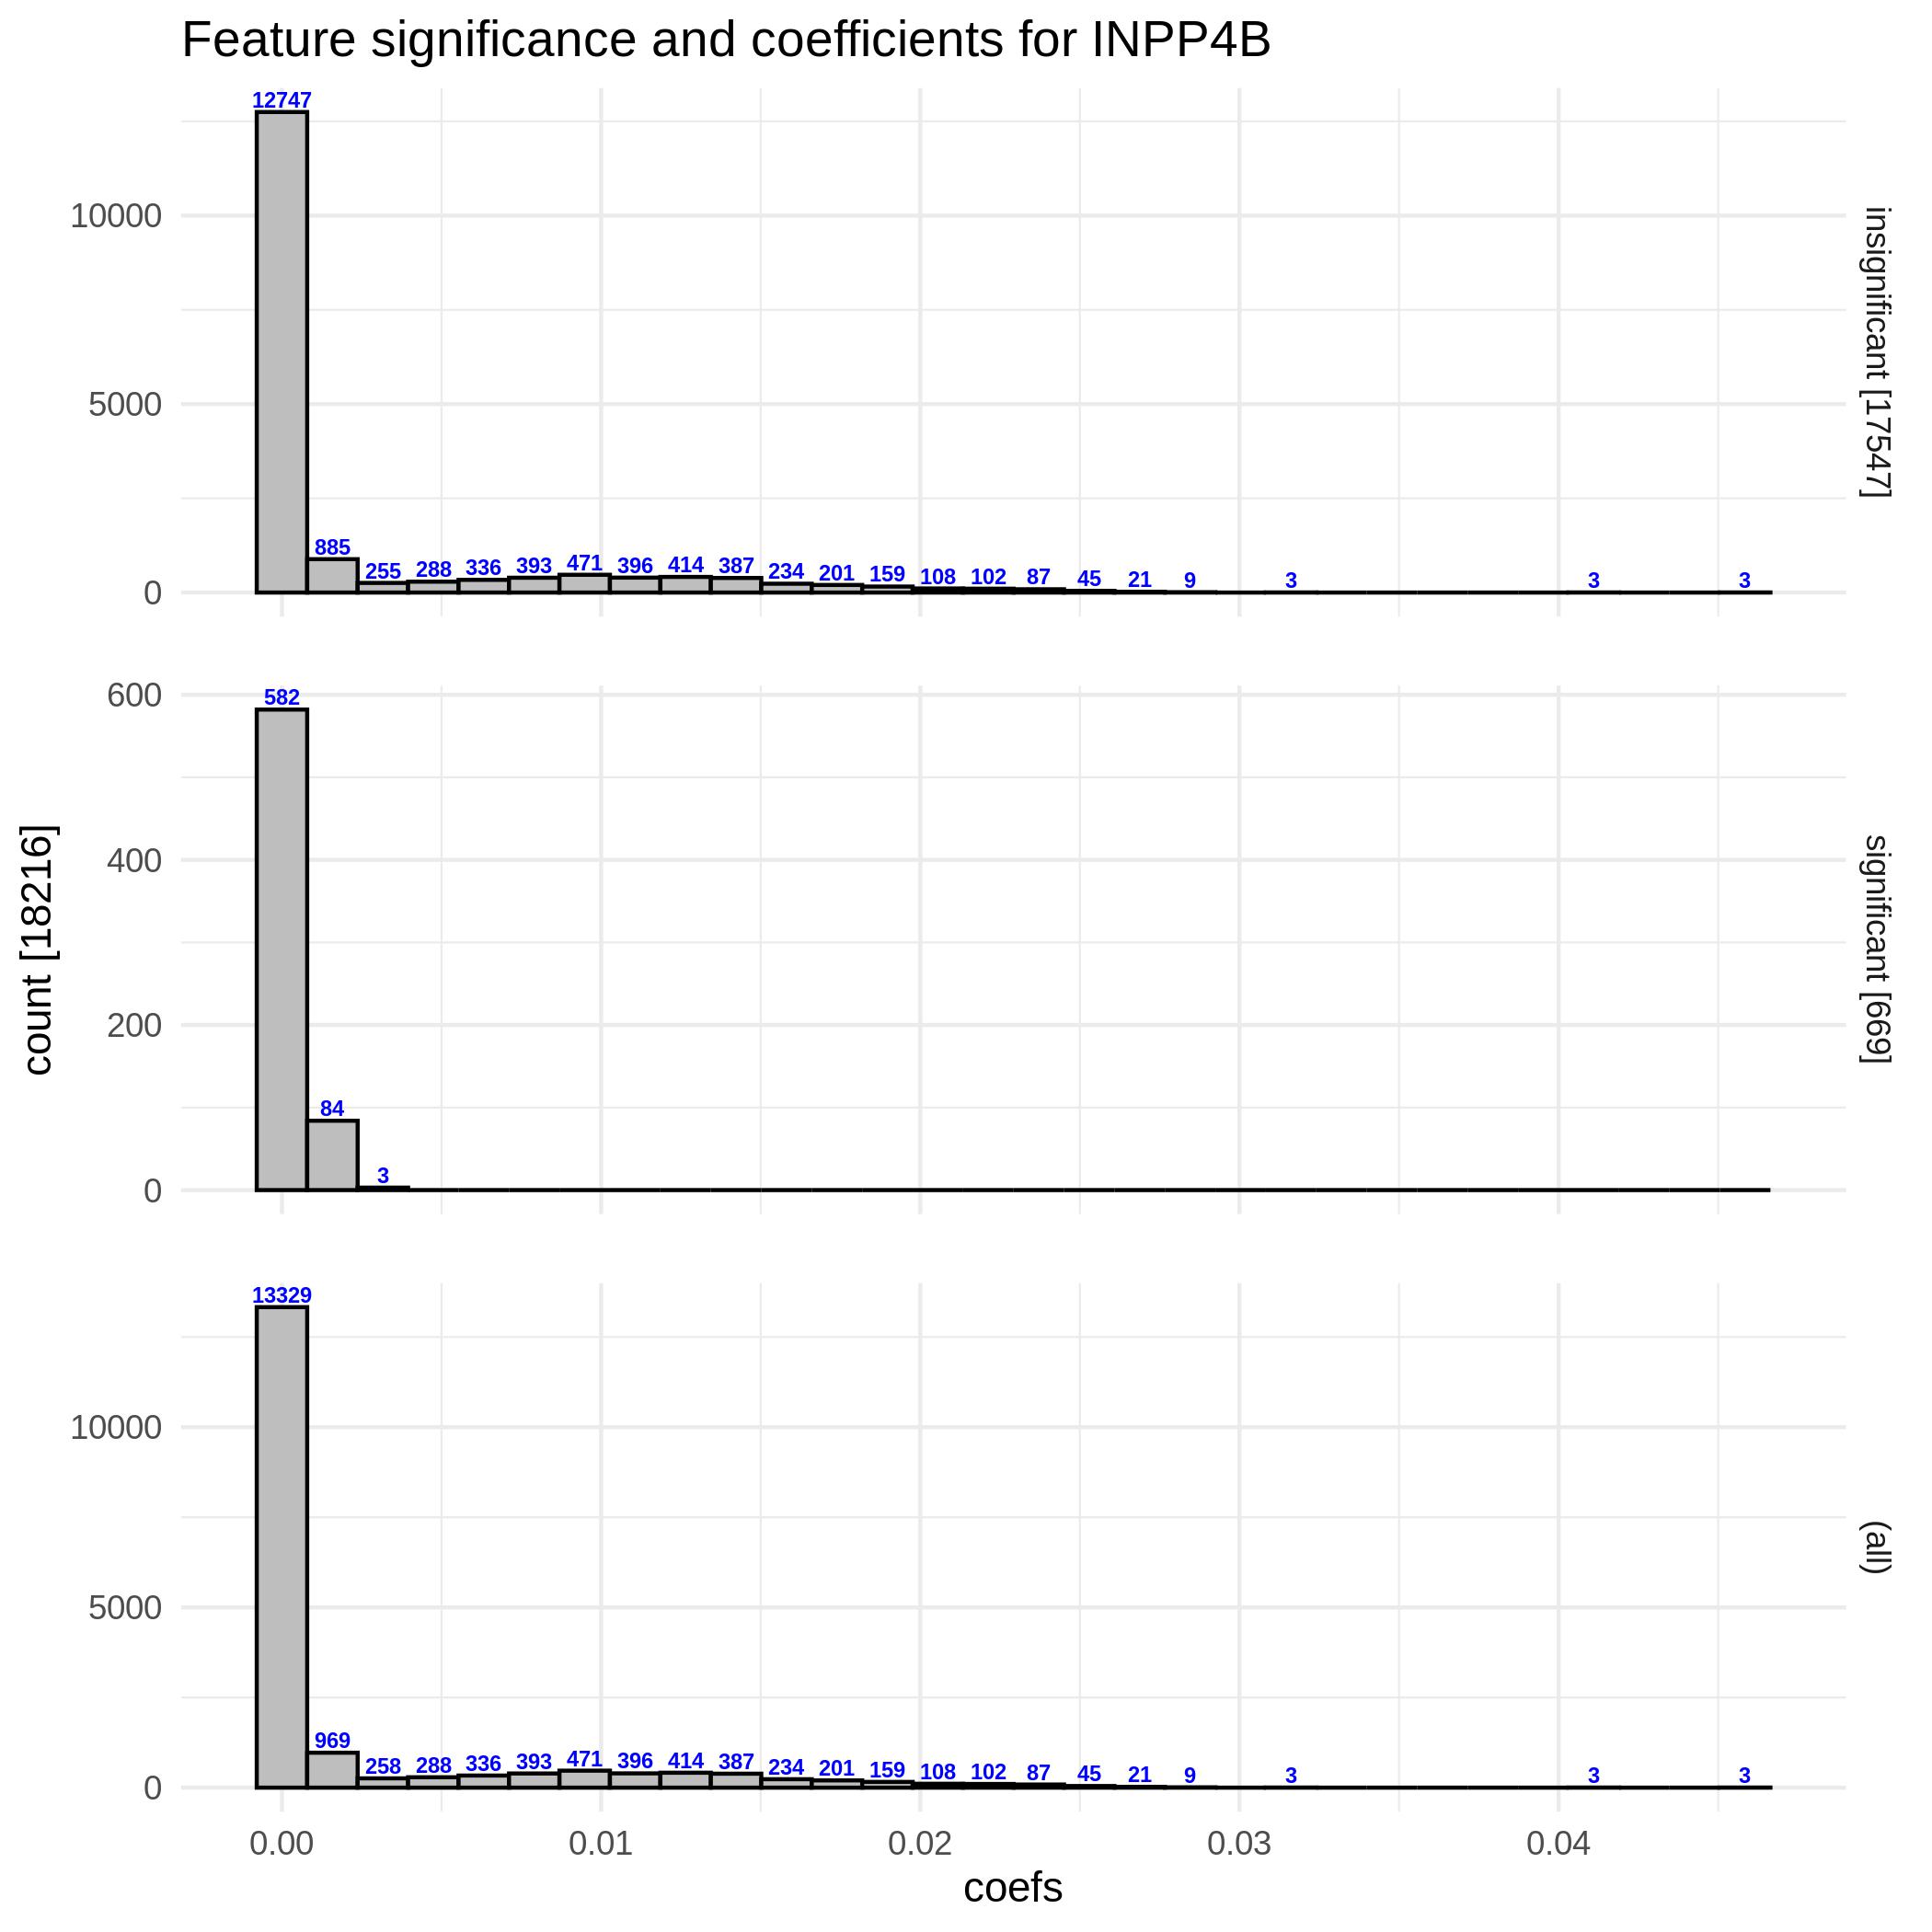 Feature significance and coefficients for INPP4B
12747
885 255 288 336 393 471 396 414 387 234 201 159 108 102 87 45 21 9 3 3 3
10000
5000
0
insignificant [17547]
582
84
3
600
400
200
0
significant [669]
count [18216]
13329
969 258 288 336 393 471 396 414 387 234 201 159 108 102 87 45 21 9 3 3 3
10000
5000
0
(all)
0.00 0.01 0.02 0.03 0.04
coefs